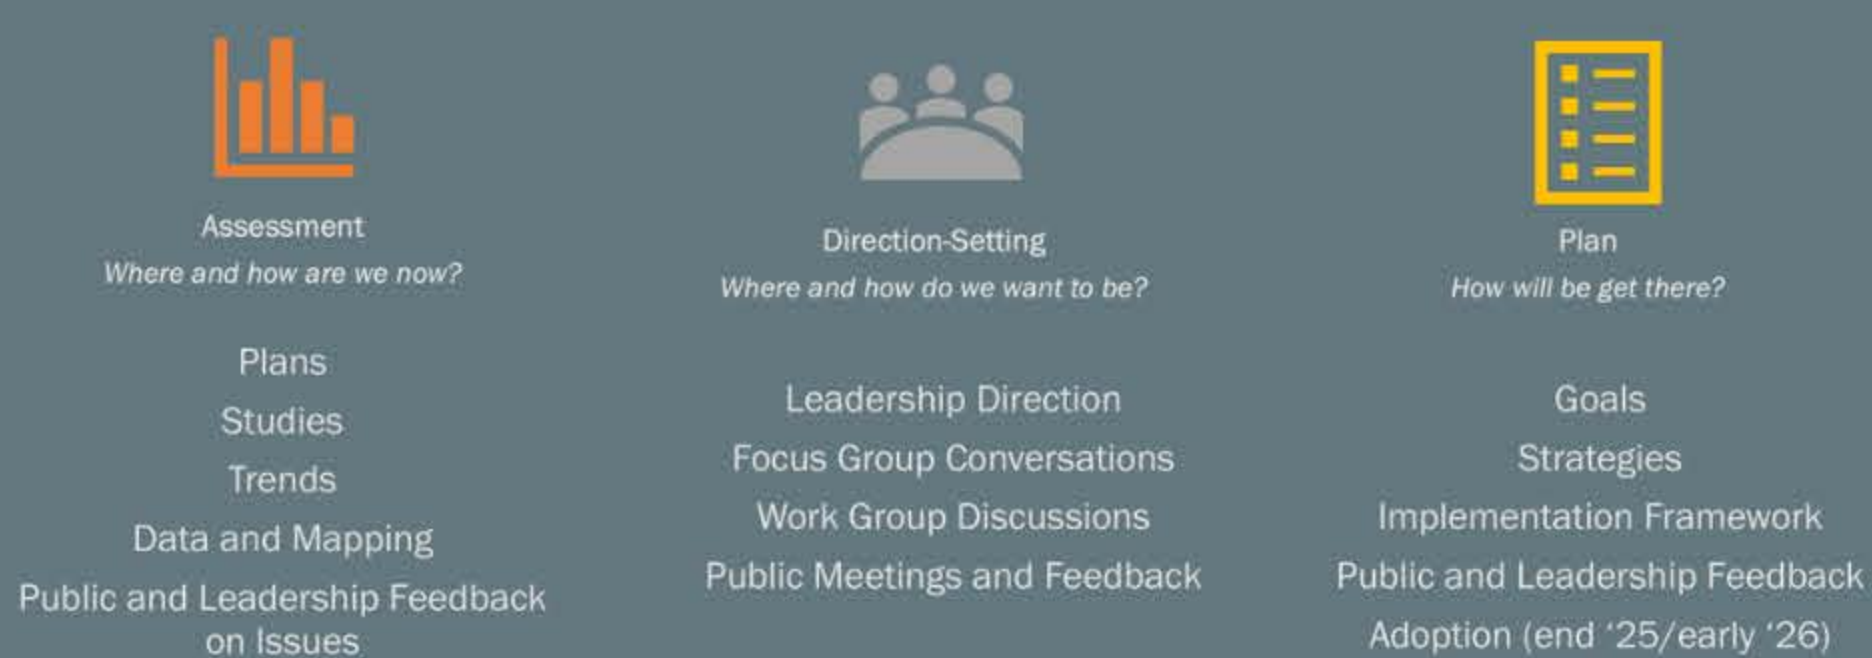 Assessment
Where and how are we now?
Plans
Studies
Trends
Data and Mapping
Public and Leadership Feedback
on Issues
Direction-Setting
Where and how do we want to be?
Leadership Direction
Focus Group Conversations
Work Group Discussions
Public Meetings and Feedback
Plan
How will be get there?
Goals
Strategies
Implementation Framework
Public and Leadership Feedback
Adoption (end ‘25/early ‘26)